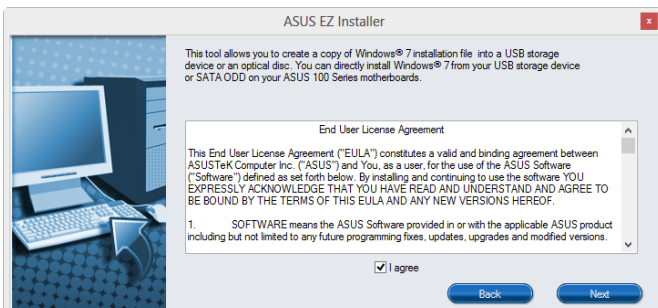 ASUS EZ Installer
x
This tool allows you to create a copy of Windows® 7 installation file into a USB storage
device or an optical disc. You can directly install Windows® 7 from your USB storage device
or SATA ODD on your ASUS 100 Series motherboards.
End User License Agreement
This End User License Agreement ("EULA") constitutes a valid and binding agreement between
ASUSTeK Computer Inc. ("ASUS") and You, as a user, for the use of the ASUS Software
("Software") defined as set forth below. By installing and continuing to use the software YOU
EXPRESSLY ACKNOWLEDGE THAT YOU HAVE READ AND UNDERSTAND AND AGREE TO
BE BOUND BY THE TERMS OF THIS EULA AND ANY NEW VERSIONS HEREOF.
1. SOFTWARE means the ASUS Software provided in or with the applicable ASUS product
including but not limited to any future programming fixes, updates, upgrades and modified versions.
I agree
Back Next